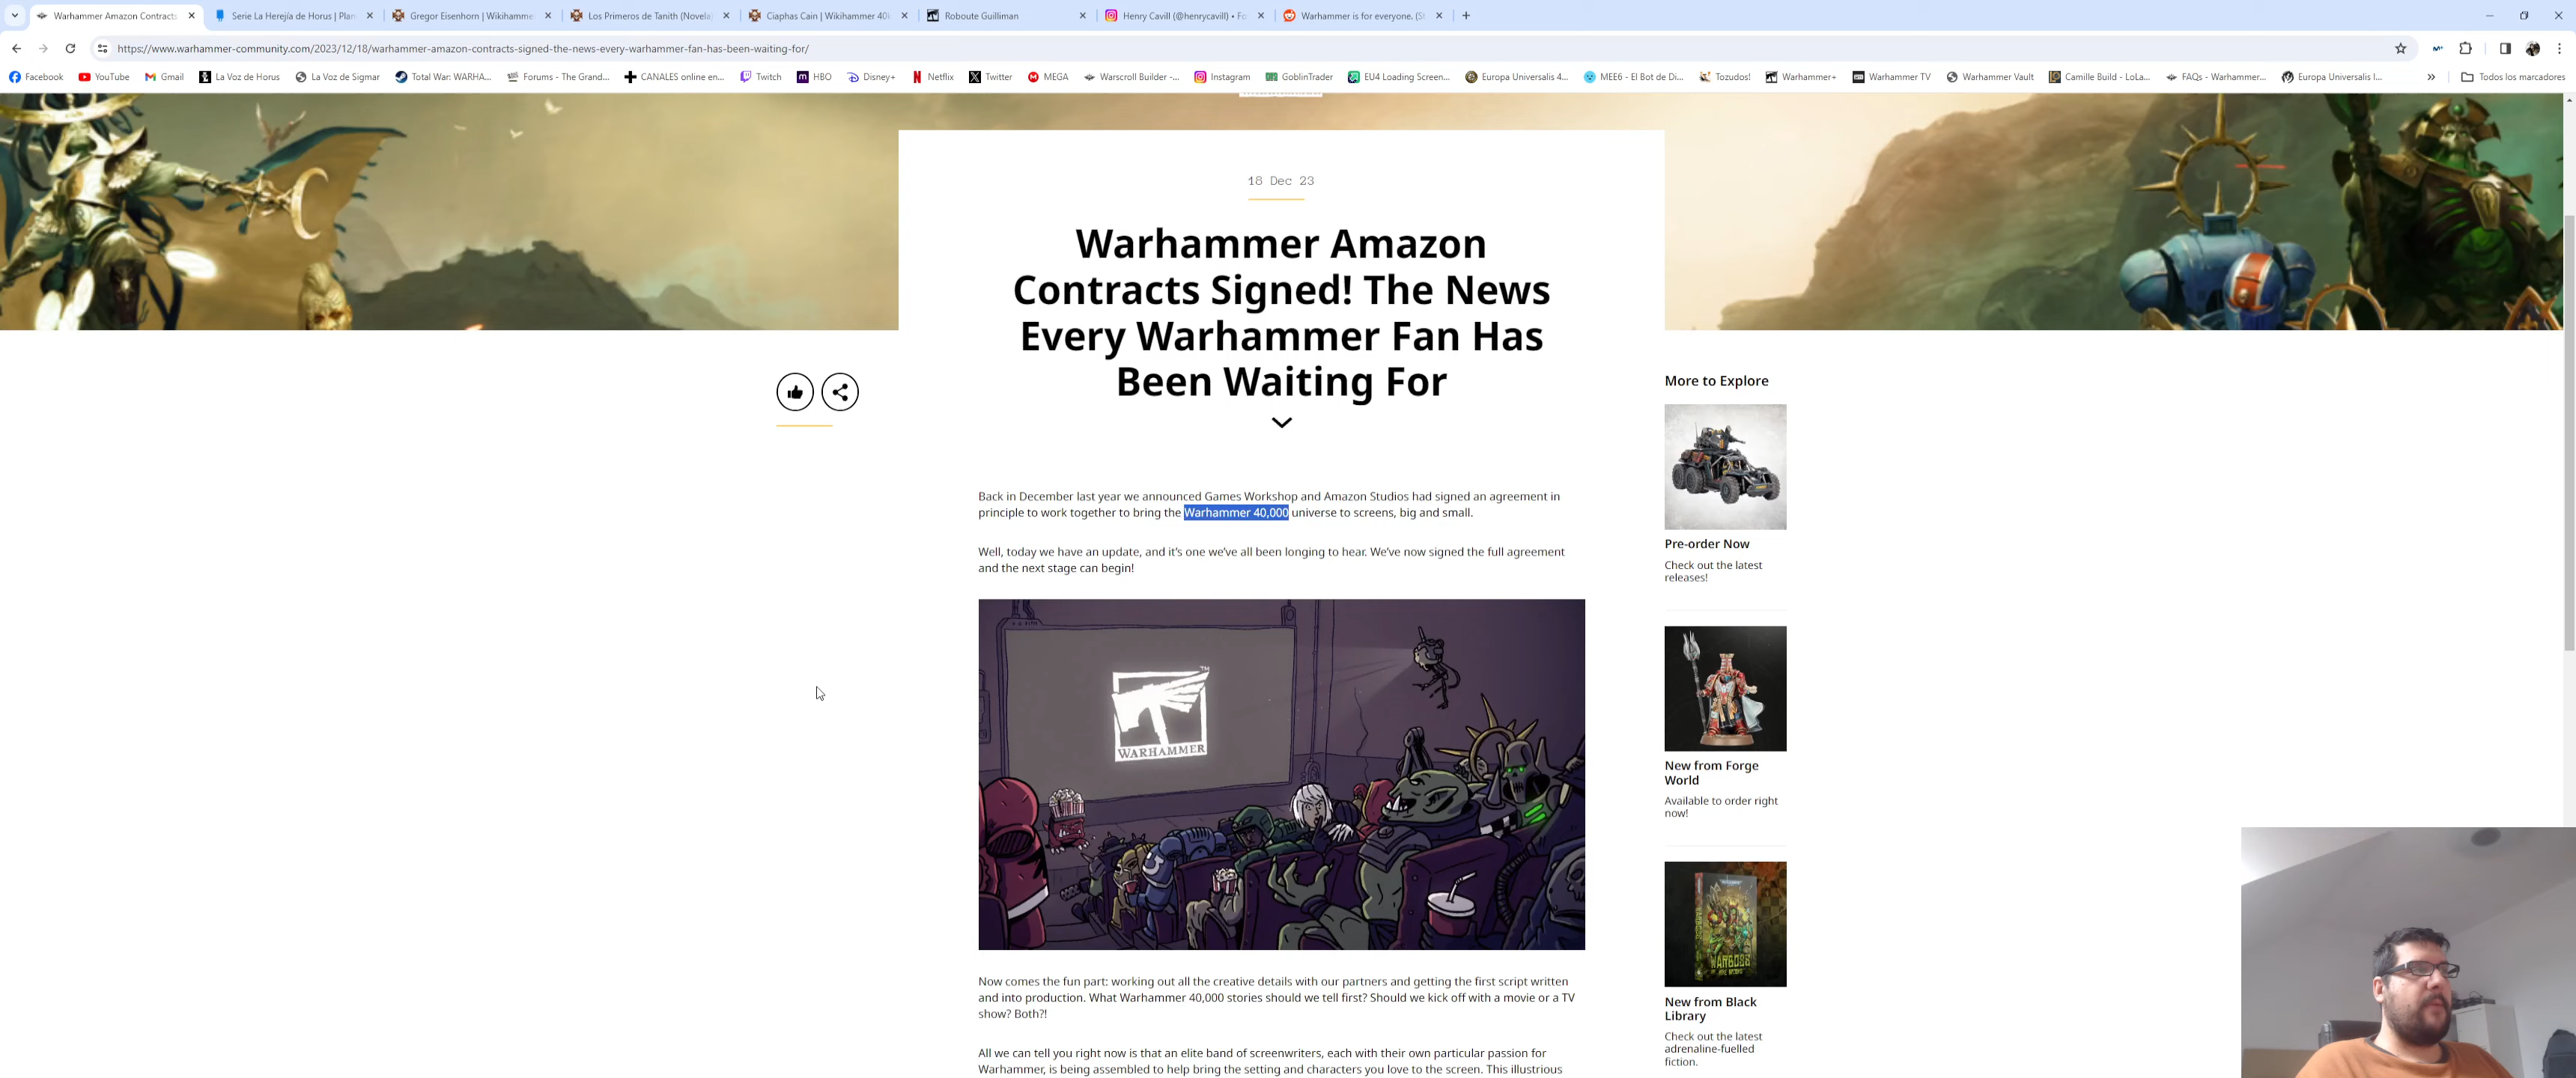 Warhammer Amazon Contracts
Serie La Herejía de Horus | Plan
Gregor Eisenhorn | Wikihamme
Los Primeros de Tanith (Novela
Ciaphas Cain | Wikihammer 40
Roboute Guilliman
Henry Cavill (@henrycavill) • Fo
Warhammer is for everyone. (S
https://www.warhammer-community.com/2023/12/18/warhammer-amazon-contracts-signed-the-news-every-warhammer-fan-has-been-waiting-for/
Facebook YouTube Gmail La Voz de Horus La Voz de Sigmar Total War: WARHA... Forums - The Grand... CANALES online en... Twitch HBO Disney+ Netflix Twitter MEGA Warscroll Builder -... Instagram GoblinTrader EU4 Loading Screen... Europa Universalis 4... MEE6 - El Bot de Di... Tozudos! Warhammer+ Warhammer TV Warhammer Vault Camille Build - LoLa... FAQs - Warhammer... Europa Universalis I... Todos los marcadores
18 Dec 23
Warhammer Amazon
Contracts Signed! The News
Every Warhammer Fan Has
Been Waiting For
Back in December last year we announced Games Workshop and Amazon Studios had signed an agreement in
principle to work together to bring the Warhammer 40,000 universe to screens, big and small.
Well, today we have an update, and it's one we've all been longing to hear. We've now signed the full agreement
and the next stage can begin!
WARHAMMER
TM
Now comes the fun part: working out all the creative details with our partners and getting the first script written
and into production. What Warhammer 40,000 stories should we tell first? Should we kick off with a movie or a TV
show? Both?!
All we can tell you right now is that an elite band of screenwriters, each with their own particular passion for
Warhammer, is being assembled to help bring the setting and characters you love to the screen. This illustrious
More to Explore
Pre-order Now
Check out the latest
releases!
New from Forge
World
Available to order right
now!
WARBOSS
New from Black
Library
Check out the latest
adrenaline-fuelled
fiction.